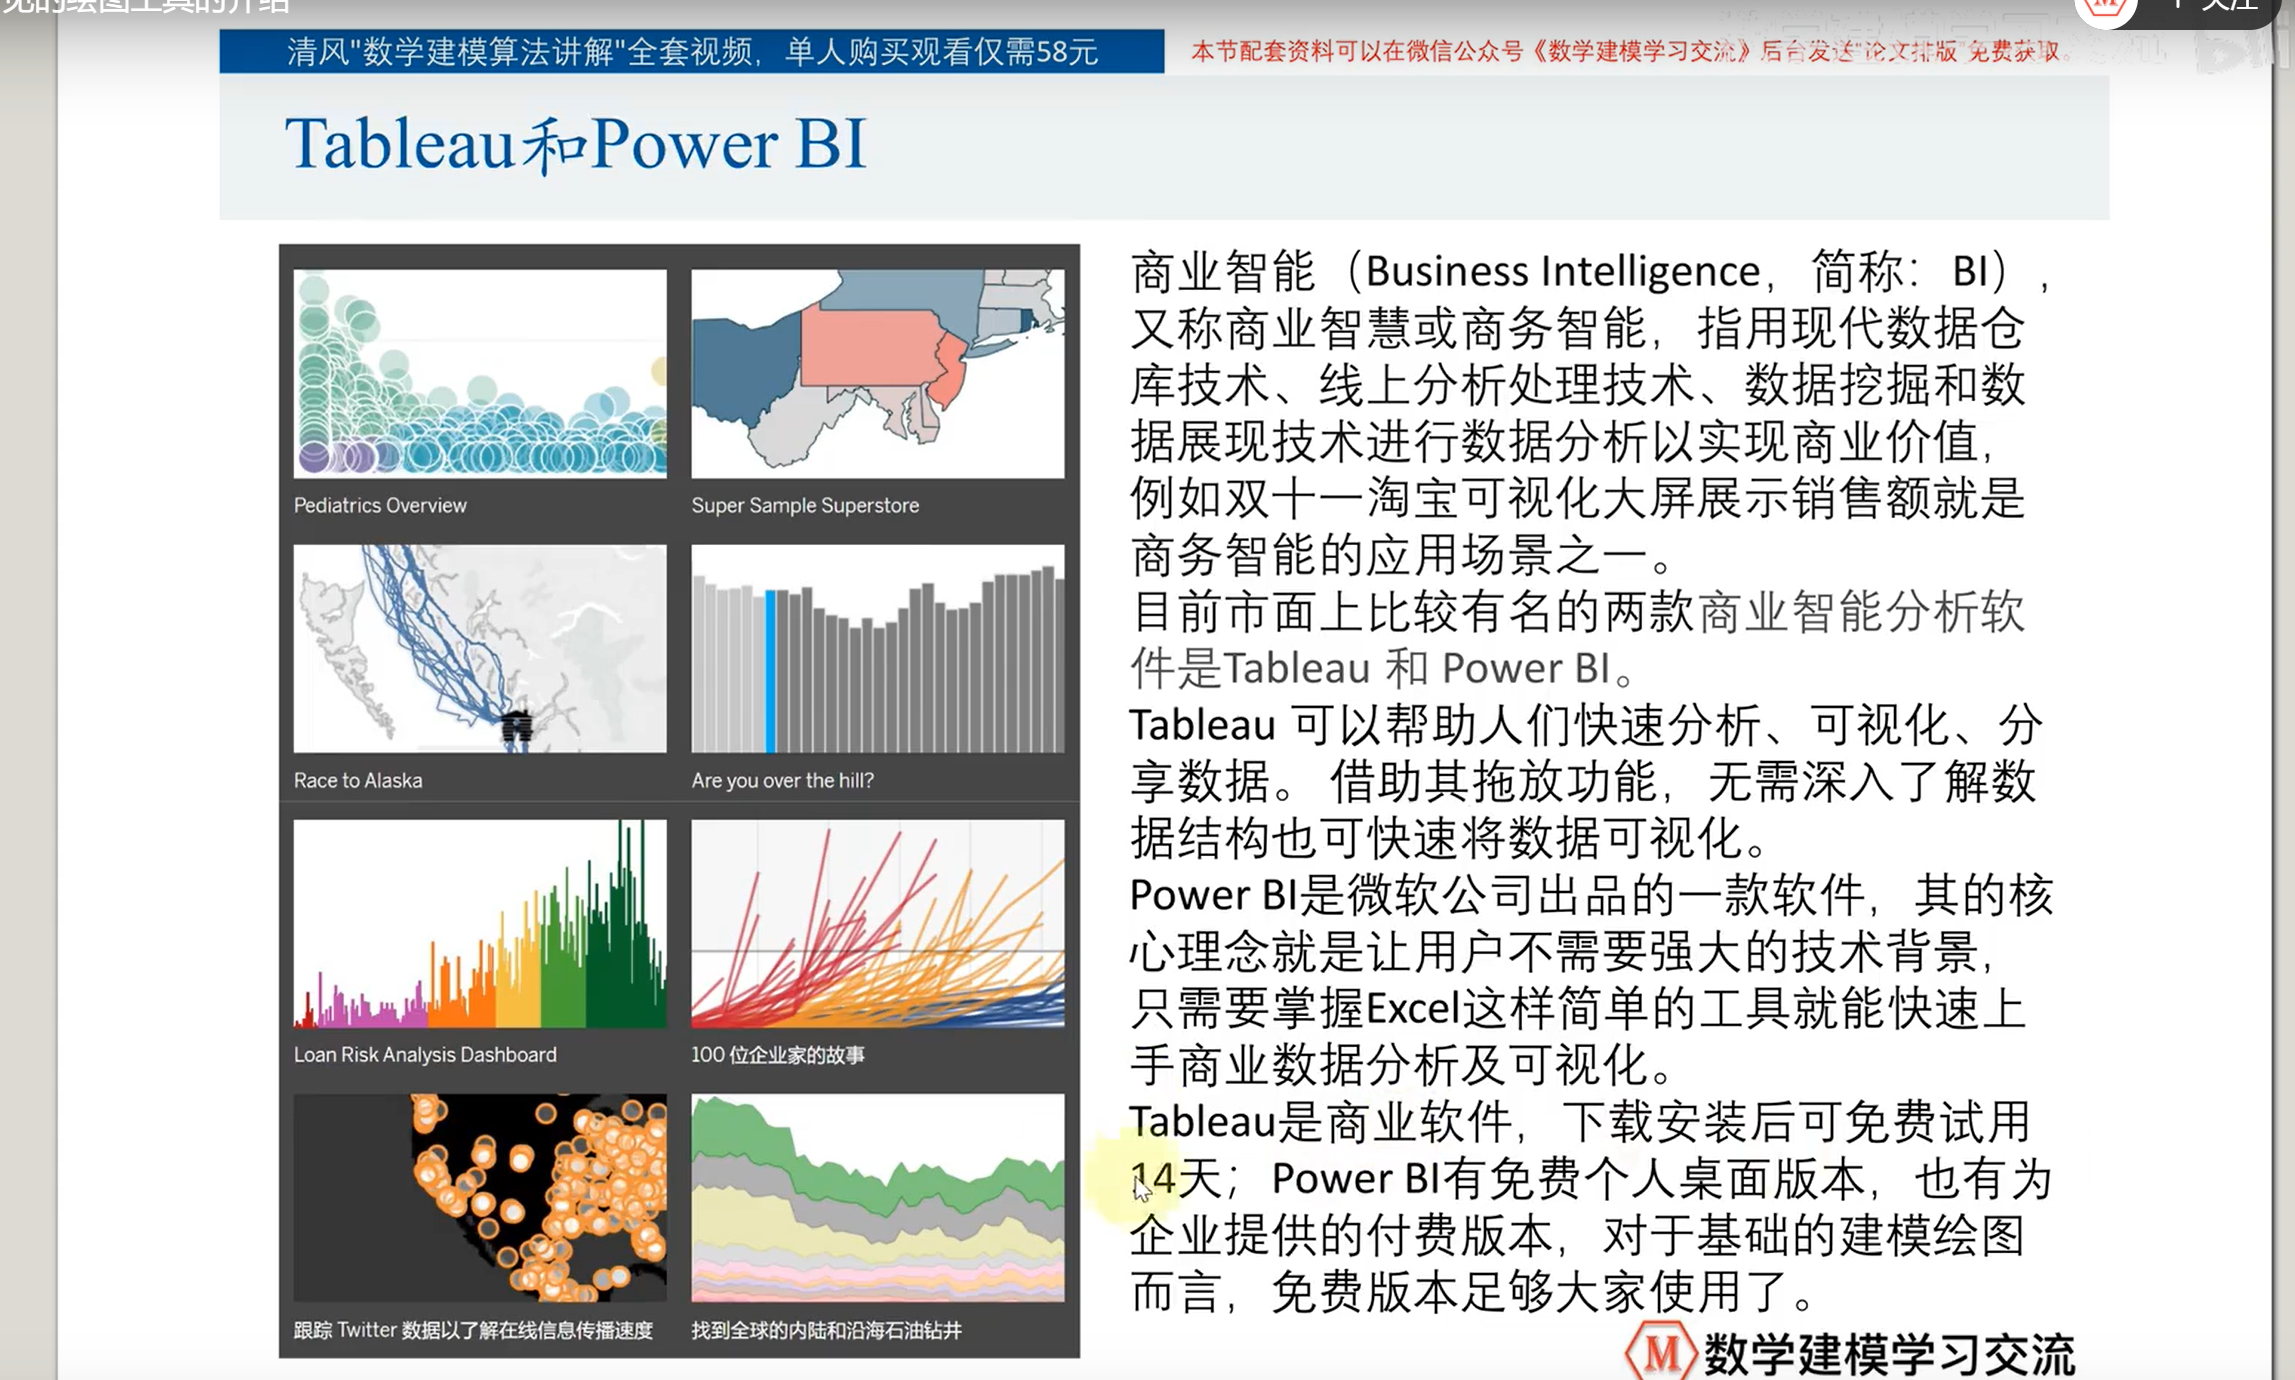 见的绘图工具的介绍
+ 关注
清风"数学建模算法讲解"全套视频，单人购买观看仅需58元
本节配套资料可以在微信公众号《数学建模学习交流》后台发送"论文排版"免费获取。
Tableau和Power BI
Pediatrics Overview
Super Sample Superstore
Race to Alaska
Are you over the hill?
Loan Risk Analysis Dashboard
100 位企业家的故事
跟踪 Twitter 数据以了解在线信息传播速度
找到全球的内陆和沿海石油钻井
商业智能（Business Intelligence，简称：BI），
又称商业智慧或商务智能，指用现代数据仓
库技术、线上分析处理技术、数据挖掘和数
据展现技术进行数据分析以实现商业价值，
例如双十一淘宝可视化大屏展示销售额就是
商务智能的应用场景之一。
目前市面上比较有名的两款商业智能分析软
件是Tableau 和 Power BI。
Tableau 可以帮助人们快速分析、可视化、分
享数据。 借助其拖放功能，无需深入了解数
据结构也可快速将数据可视化。
Power BI是微软公司出品的一款软件，其的核
心理念就是让用户不需要强大的技术背景，
只需要掌握Excel这样简单的工具就能快速上
手商业数据分析及可视化。
Tableau是商业软件，下载安装后可免费试用
14天；Power BI有免费个人桌面版本，也有为
企业提供的付费版本，对于基础的建模绘图
而言，免费版本足够大家使用了。
M 数学建模学习交流